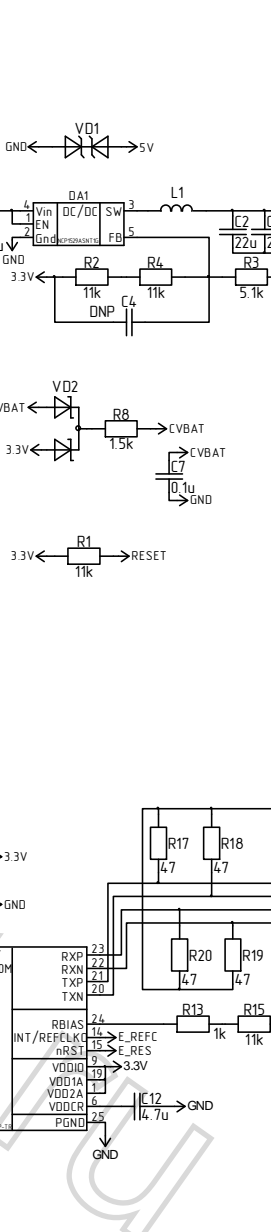 VD1
GND
5V
DA1
L1
4 Vin DC/DC SW 3
1 EN
2 Gnd NCP1529ASNT1G FB 5
C2
22u
GND
3.3V
R2
11k
R4
11k
R3
5.1k
DNP C4
VD2
VBAT
3.3V
R8
1.5k
CVBAT
CVBAT
C7
0.1u
GND
3.3V
R1
11k
RESET
3.3V
GND
R17
47
R18
47
R20
47
R19
47
RXP 23
RXN 22
TXP 21
TXN 20
RBIAS 24
INT/REFCLKO 14 E_REFC
nRST 15 E_RES
VDDIO 9 3.3V
VDD1A 19
VDD2A 1
VDDCR 6
PGND 25
R13
1k
R15
11k
C12
4.7u
GND
GND